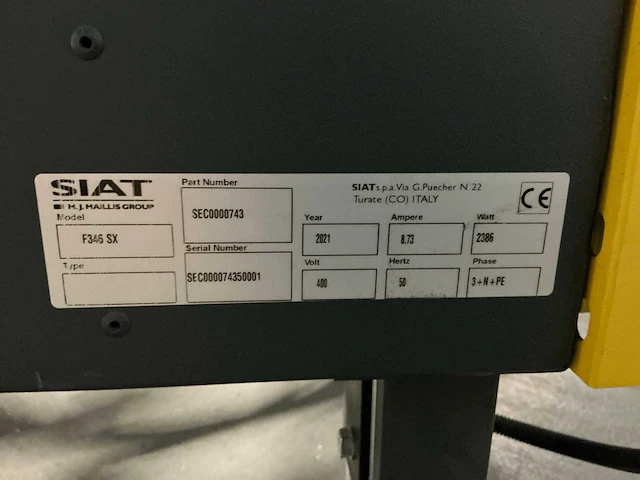 SIAT
M.J. MAILLIS GROUP
Model
F346 SX
Type
Part Number
SEC0000743
Serial Number
SEC000074350001
SIAT s.p.a. Via G.Puecher N 22
Turate (CO) ITALY
CE
Year
2021
Ampere
8.73
Watt
2386
Volt
400
Hertz
50
Phase
3+N+PE